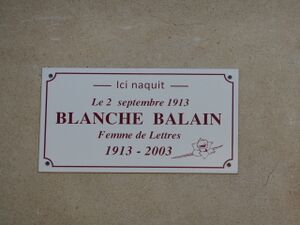 Ici naquit
Le 2 septembre 1913
BLANCHE BALAIN
Femme de Lettres
1913 - 2003